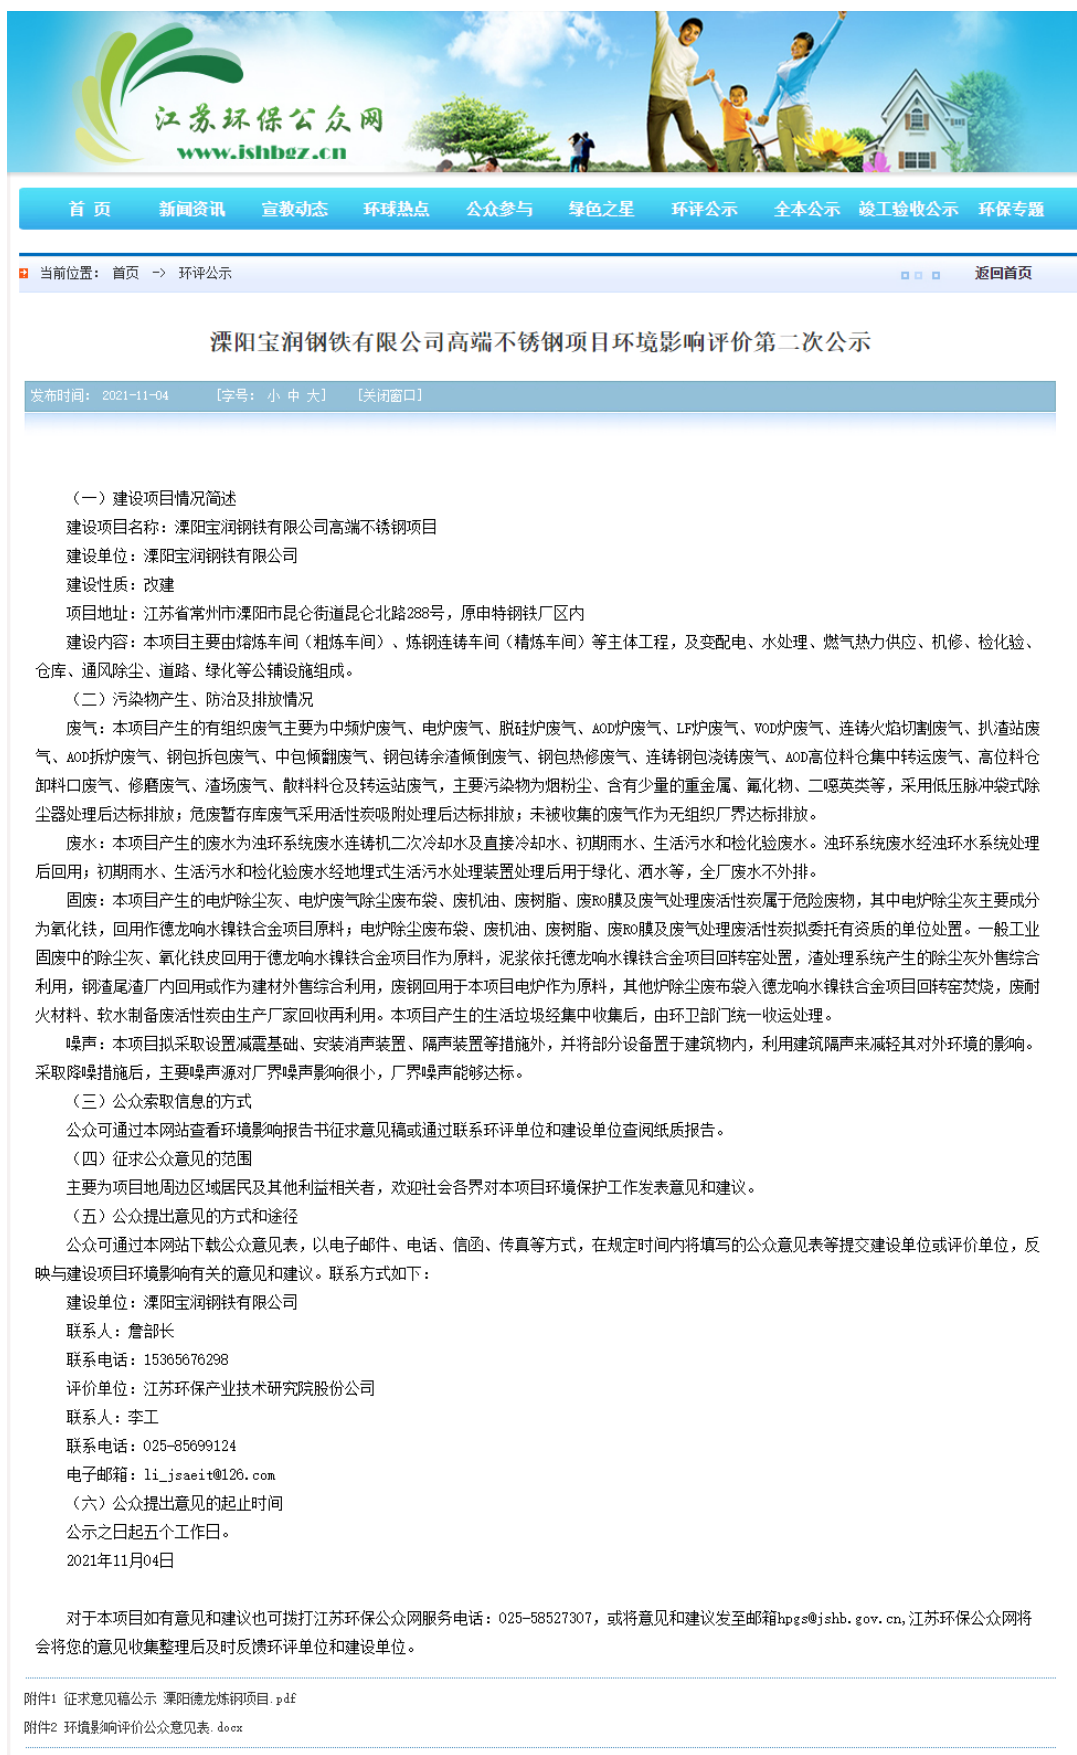 江苏环保公众网
www.jshbgz.cn
首 页 新闻资讯 宣教动态 环球热点 公众参与 绿色之星 环评公示 全本公示 竣工验收公示 环保专题
当前位置： 首页 -> 环评公示 返回首页
溧阳宝润钢铁有限公司高端不锈钢项目环境影响评价第二次公示
发布时间： 2021-11-04 [字号： 小 中 大] [关闭窗口]
（一）建设项目情况简述
建设项目名称：溧阳宝润钢铁有限公司高端不锈钢项目
建设单位：溧阳宝润钢铁有限公司
建设性质：改建
项目地址：江苏省常州市溧阳市昆仑街道昆仑北路288号，原申特钢铁厂区内
建设内容：本项目主要由熔炼车间（粗炼车间）、炼钢连铸车间（精炼车间）等主体工程，及变配电、水处理、燃气热力供应、机修、检化验、
仓库、通风除尘、道路、绿化等公辅设施组成。
（二）污染物产生、防治及排放情况
废气：本项目产生的有组织废气主要为中频炉废气、电炉废气、脱硅炉废气、AOD炉废气、LF炉废气、VOD炉废气、连铸火焰切割废气、扒渣站废
气、AOD拆炉废气、钢包拆包废气、中包倾翻废气、钢包铸余渣倾倒废气、钢包热修废气、连铸钢包浇铸废气、AOD高位料仓集中转运废气、高位料仓
卸料口废气、修磨废气、渣场废气、散料料仓及转运站废气，主要污染物为烟粉尘、含有少量的重金属、氟化物、二噁英类等，采用低压脉冲袋式除
尘器处理后达标排放；危废暂存库废气采用活性炭吸附处理后达标排放；未被收集的废气作为无组织厂界达标排放。
废水：本项目产生的废水为浊环系统废水连铸机二次冷却水及直接冷却水、初期雨水、生活污水和检化验废水。浊环系统废水经浊环水系统处理
后回用；初期雨水、生活污水和检化验废水经地埋式生活污水处理装置处理后用于绿化、洒水等，全厂废水不外排。
固废：本项目产生的电炉除尘灰、电炉废气除尘废布袋、废机油、废树脂、废RO膜及废气处理废活性炭属于危险废物，其中电炉除尘灰主要成分
为氧化铁，回用作德龙响水镍铁合金项目原料；电炉除尘废布袋、废机油、废树脂、废RO膜及废气处理废活性炭拟委托有资质的单位处置。一般工业
固废中的除尘灰、氧化铁皮回用于德龙响水镍铁合金项目作为原料，泥浆依托德龙响水镍铁合金项目回转窑处置，渣处理系统产生的除尘灰外售综合
利用，钢渣尾渣厂内回用或作为建材外售综合利用，废钢回用于本项目电炉作为原料，其他炉除尘废布袋入德龙响水镍铁合金项目回转窑焚烧，废耐
火材料、软水制备废活性炭由生产厂家回收再利用。本项目产生的生活垃圾经集中收集后，由环卫部门统一收运处理。
噪声：本项目拟采取设置减震基础、安装消声装置、隔声装置等措施外，并将部分设备置于建筑物内，利用建筑隔声来减轻其对外环境的影响。
采取降噪措施后，主要噪声源对厂界噪声影响很小，厂界噪声能够达标。
（三）公众索取信息的方式
公众可通过本网站查看环境影响报告书征求意见稿或通过联系环评单位和建设单位查阅纸质报告。
（四）征求公众意见的范围
主要为项目地周边区域居民及其他利益相关者，欢迎社会各界对本项目环境保护工作发表意见和建议。
（五）公众提出意见的方式和途径
公众可通过本网站下载公众意见表，以电子邮件、电话、信函、传真等方式，在规定时间内将填写的公众意见表等提交建设单位或评价单位，反
映与建设项目环境影响有关的意见和建议。联系方式如下：
建设单位：溧阳宝润钢铁有限公司
联系人：詹部长
联系电话：15365676298
评价单位：江苏环保产业技术研究院股份公司
联系人：李工
联系电话：025-85699124
电子邮箱：li_jsaeit@126.com
（六）公众提出意见的起止时间
公示之日起五个工作日。
2021年11月04日
对于本项目如有意见和建议也可拨打江苏环保公众网服务电话：025-58527307，或将意见和建议发至邮箱hpgs@jshb.gov.cn,江苏环保公众网将
会将您的意见收集整理后及时反馈环评单位和建设单位。
附件1 征求意见稿公示 溧阳德龙炼钢项目.pdf
附件2 环境影响评价公众意见表.docx